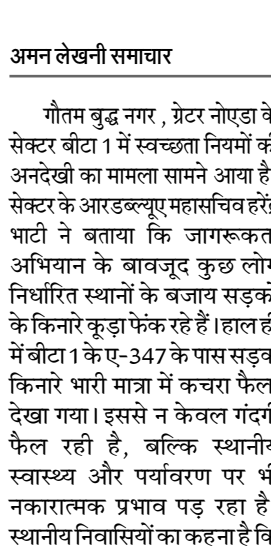 अमन लेखनी समाचार
गौतम बुद्ध नगर , ग्रेटर नोएडा के
सेक्टर बीटा 1 में स्वच्छता नियमों की
अनदेखी का मामला सामने आया है
सेक्टर के आरडब्ल्यूए महासचिव हरेंद्र
भाटी ने बताया कि जागरूकता
अभियान के बावजूद कुछ लोग
निर्धारित स्थानों के बजाय सड़कों
के किनारे कूड़ा फेंक रहे हैं।हाल ही
में बीटा 1 के ए-347 के पास सड़क
किनारे भारी मात्रा में कचरा फैला
देखा गया। इससे न केवल गंदगी
फैल रही है, बल्कि स्थानीय
स्वास्थ्य और पर्यावरण पर भी
नकारात्मक प्रभाव पड़ रहा है
स्थानीय निवासियों का कहना है कि